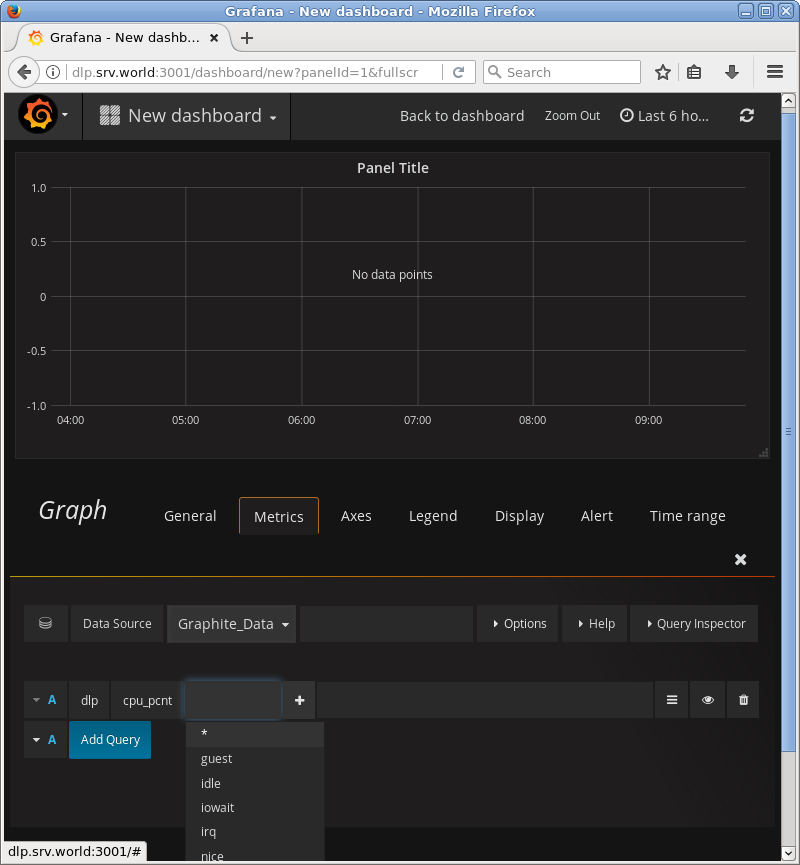 Grafana - New dashboard - Mozilla Firefox
Grafana - New dashb...
dlp.srv.world:3001/dashboard/new?panelId=1&fullscr
Search
New dashboard
Back to dashboard
Zoom Out
Last 6 ho...
Panel Title
1.0
0.5
0
-0.5
-1.0
No data points
04:00 05:00 06:00 07:00 08:00 09:00
Graph
General Metrics Axes Legend Display Alert Time range
Data Source Graphite_Data Options Help Query Inspector
A dlp cpu_pcnt
A Add Query
*
guest
idle
iowait
irq
nice
dlp.srv.world:3001/#